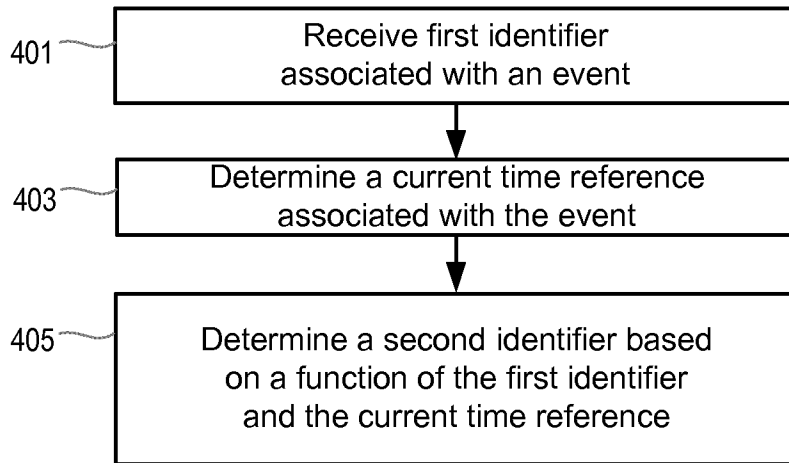 401
Receive first identifier
associated with an event
403
Determine a current time reference
associated with the event
405
Determine a second identifier based
on a function of the first identifier
and the current time reference